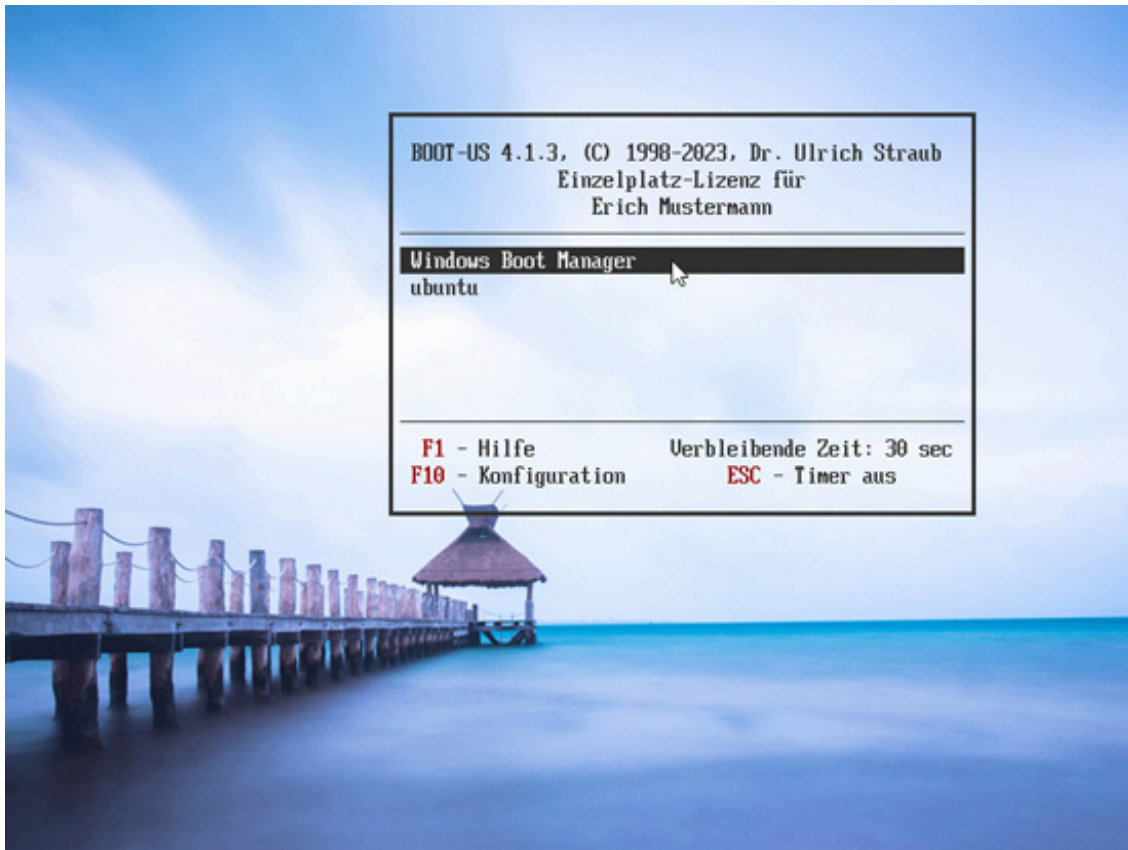 BOOT-US 4.1.3, (C) 1998-2023, Dr. Ulrich Straub
Einzelplatz-Lizenz für
Erich Mustermann
Windows Boot Manager
ubuntu
F1 - Hilfe Verbleibende Zeit: 30 sec
F10 - Konfiguration ESC - Timer aus